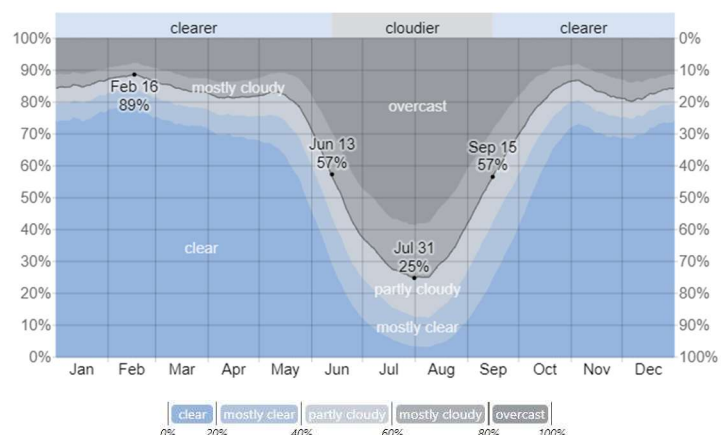 clearer cloudier clearer
100% 0%
90% 10%
80% 20%
70% 30%
60% 40%
50% 50%
40% 60%
30% 70%
20% 80%
10% 90%
0% 100%
Feb 16
89%
mostly cloudy
overcast
Jun 13
57%
Sep 15
57%
clear
Jul 31
25%
partly cloudy
mostly clear
Jan Feb Mar Apr May Jun Jul Aug Sep Oct Nov Dec
clear mostly clear partly cloudy mostly cloudy overcast
0% 20% 40% 60% 80% 100%